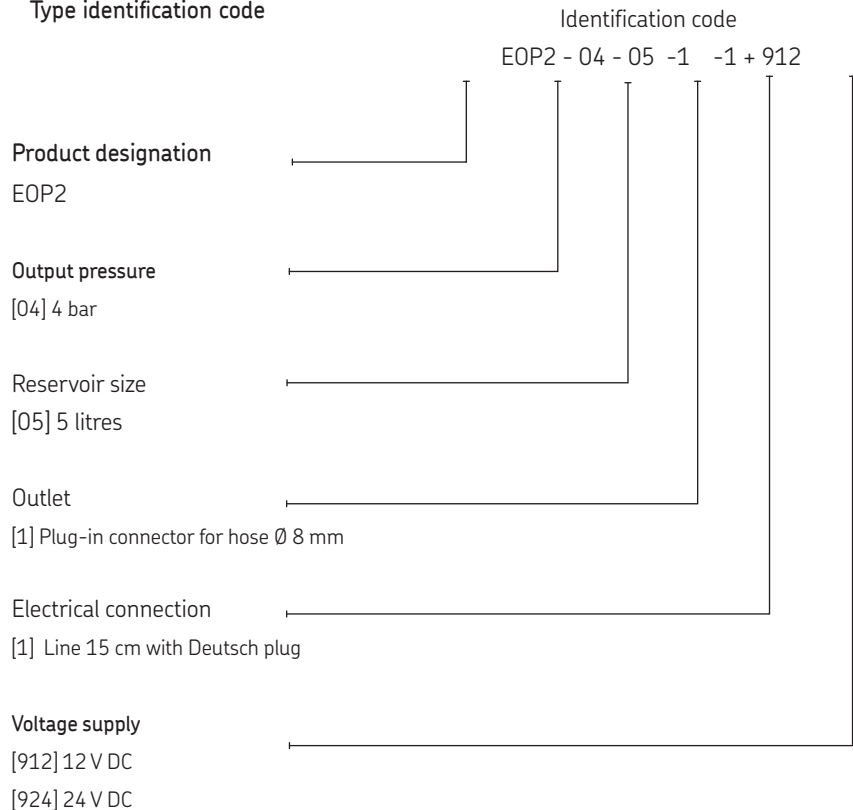 Type identification code
Identification code
EOP2 - 04 - 05 -1 -1 + 912
Product designation
EOP2
Output pressure
[04] 4 bar
Reservoir size
[05] 5 litres
Outlet
[1] Plug-in connector for hose Ø 8 mm
Electrical connection
[1] Line 15 cm with Deutsch plug
Voltage supply
[912] 12 V DC
[924] 24 V DC